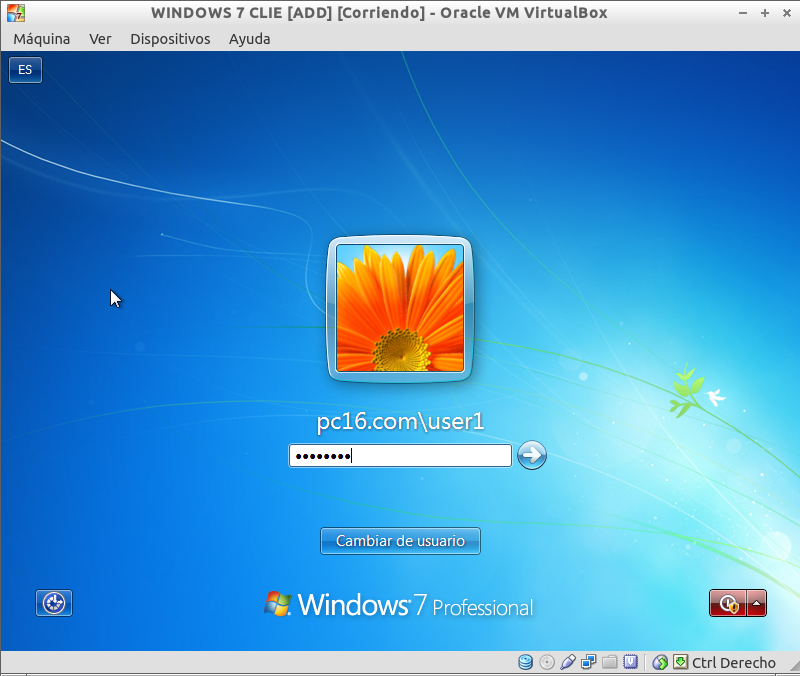 WINDOWS 7 CLIE [ADD] [Corriendo] - Oracle VM VirtualBox
Máquina Ver Dispositivos Ayuda
ES
pc16.com\user1
Cambiar de usuario
Windows 7 Professional
Ctrl Derecho